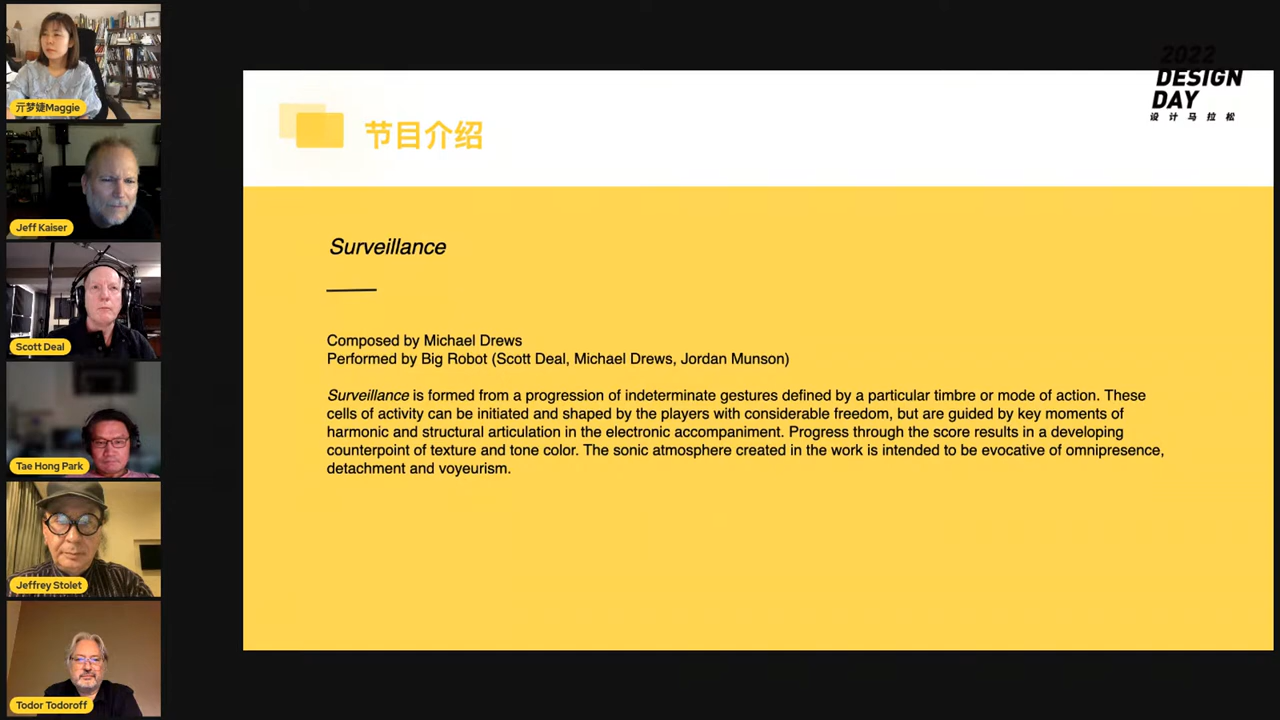 亓梦婕Maggie
Jeff Kaiser
Scott Deal
Tae Hong Park
Jeffrey Stolet
Todor Todoroff
2022
DESIGN
DAY
设计马拉松
节目介绍
Surveillance
Composed by Michael Drews
Performed by Big Robot (Scott Deal, Michael Drews, Jordan Munson)
Surveillance is formed from a progression of indeterminate gestures defined by a particular timbre or mode of action. These
cells of activity can be initiated and shaped by the players with considerable freedom, but are guided by key moments of
harmonic and structural articulation in the electronic accompaniment. Progress through the score results in a developing
counterpoint of texture and tone color. The sonic atmosphere created in the work is intended to be evocative of omnipresence,
detachment and voyeurism.